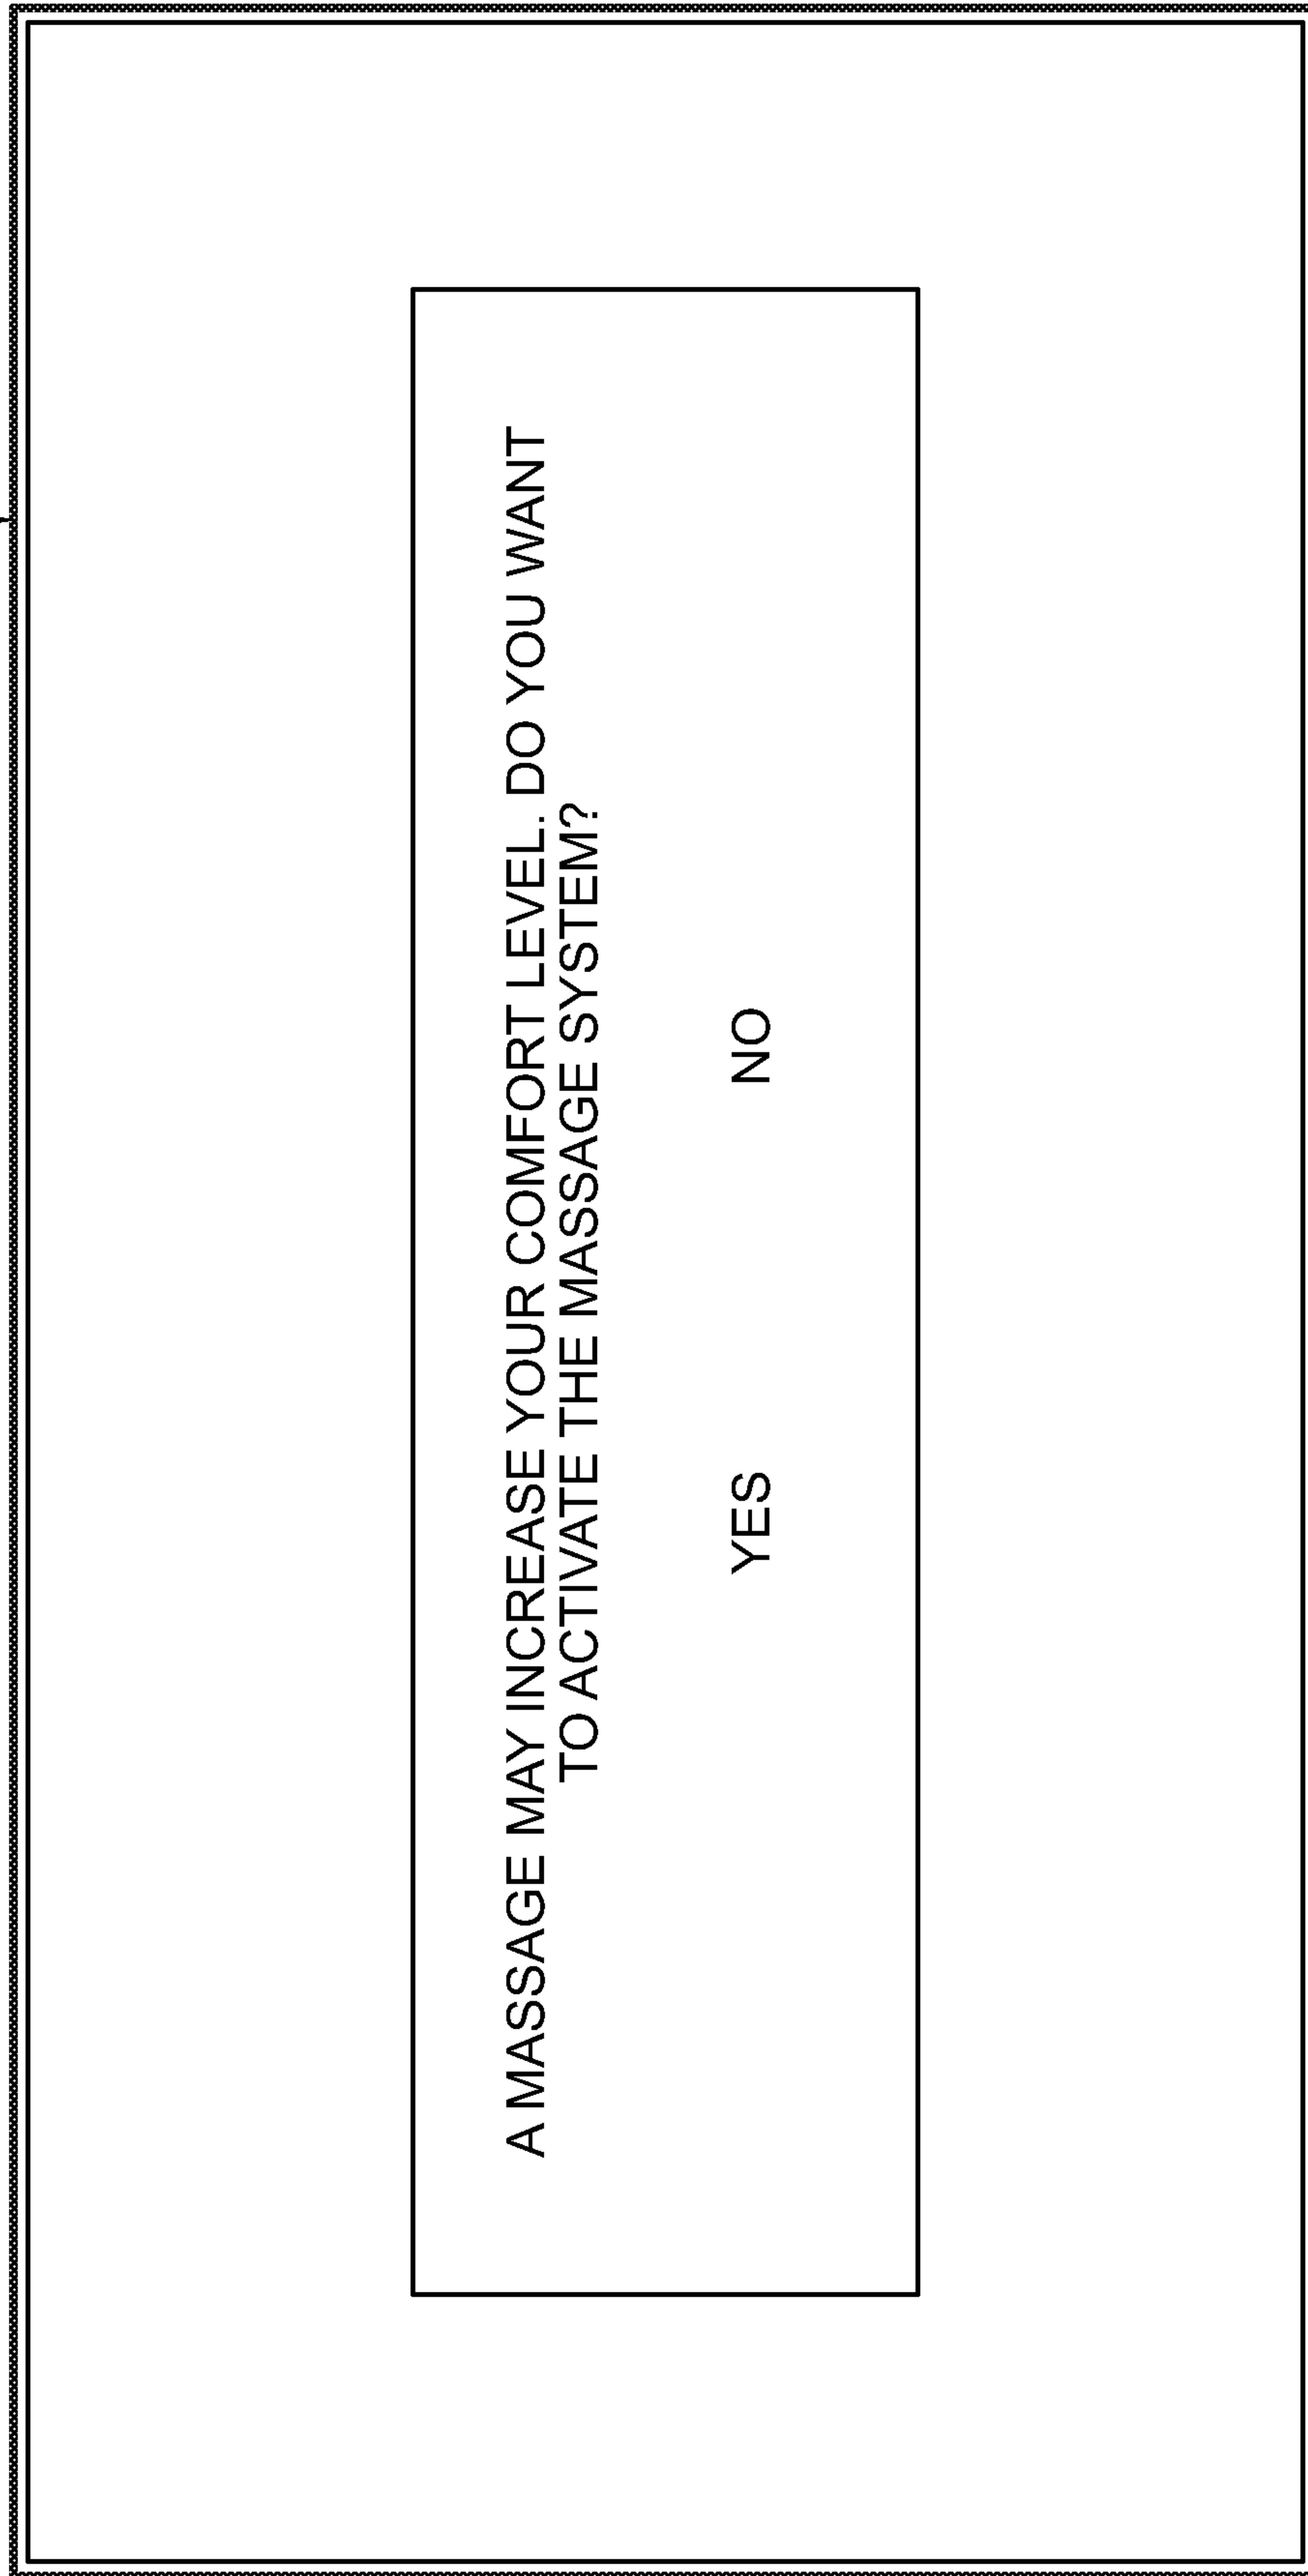 A MASSAGE MAY INCREASE YOUR COMFORT LEVEL. DO YOU WANT
TO ACTIVATE THE MASSAGE SYSTEM?
YES NO